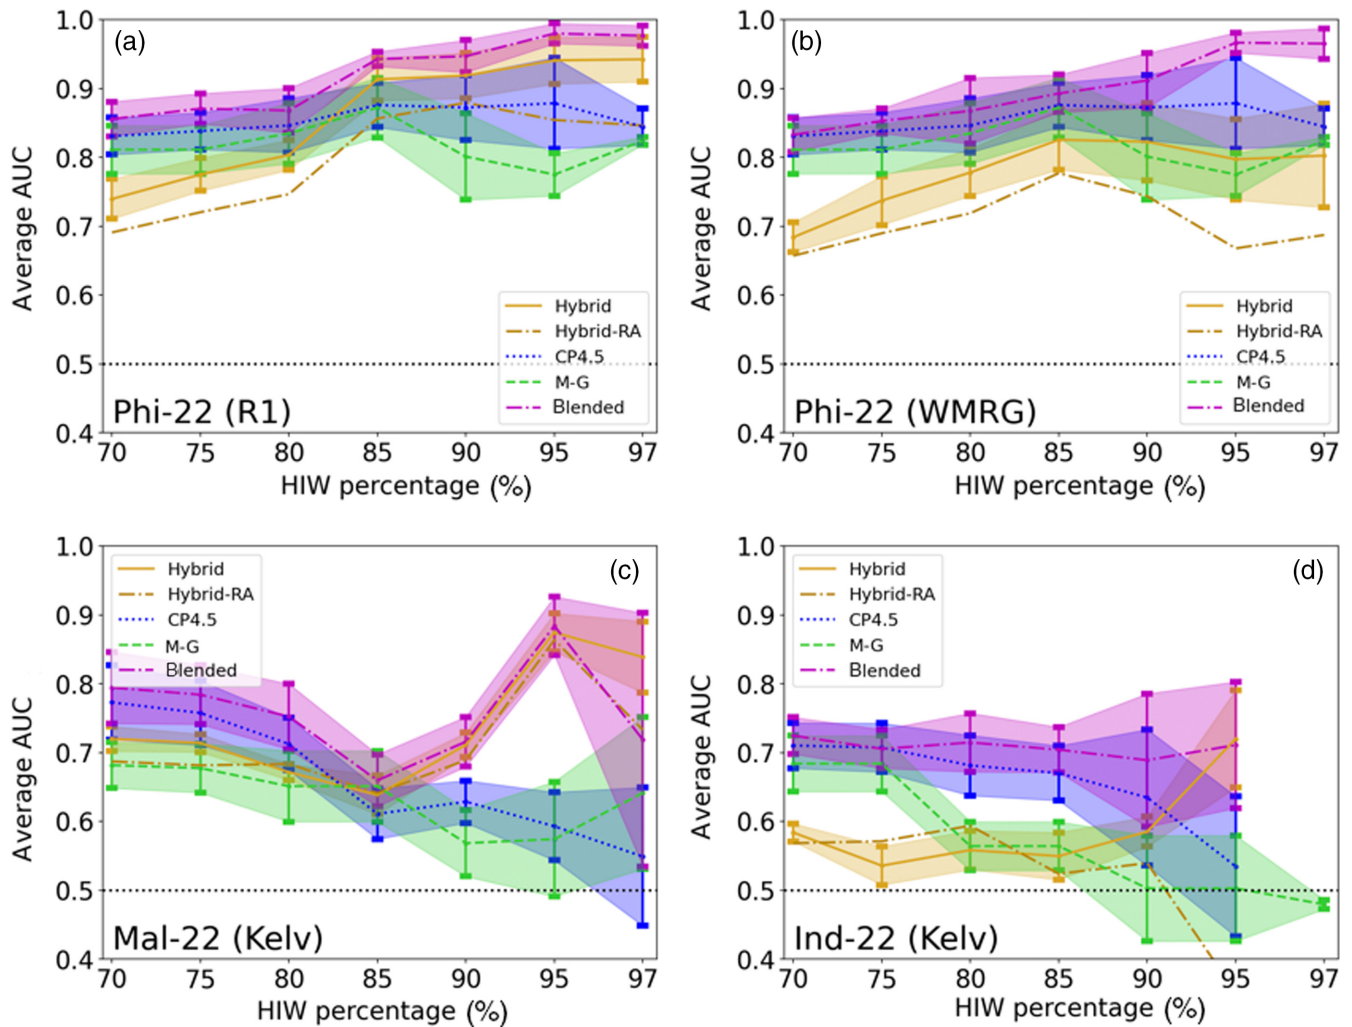 (a)
1.0
0.9
0.8
0.7
0.6
0.5
0.4
Average AUC
Hybrid
Hybrid-RA
CP4.5
M-G
Blended
Phi-22 (R1)
70 75 80 85 90 95 97
HIW percentage (%)
(b)
1.0
0.9
0.8
0.7
0.6
0.5
0.4
Average AUC
Hybrid
Hybrid-RA
CP4.5
M-G
Blended
Phi-22 (WMRG)
70 75 80 85 90 95 97
HIW percentage (%)
(c)
1.0
0.9
0.8
0.7
0.6
0.5
0.4
Average AUC
Hybrid
Hybrid-RA
CP4.5
M-G
Blended
Mal-22 (Kelv)
70 75 80 85 90 95 97
HIW percentage (%)
(d)
1.0
0.9
0.8
0.7
0.6
0.5
0.4
Average AUC
Hybrid
Hybrid-RA
CP4.5
M-G
Blended
Ind-22 (Kelv)
70 75 80 85 90 95 97
HIW percentage (%)